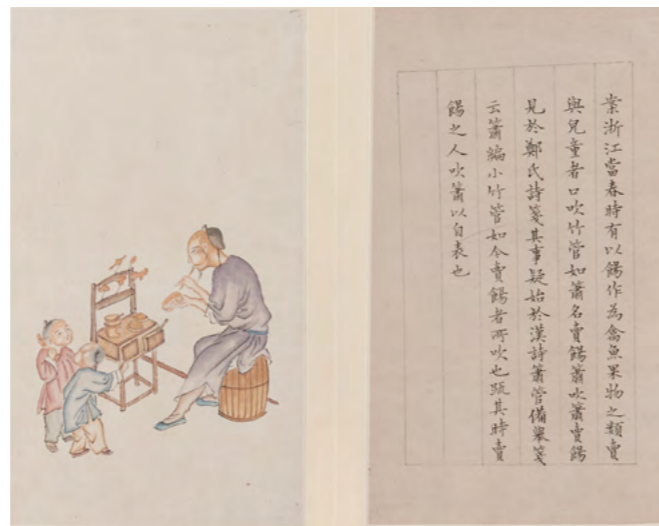 案浙江當春時有以餳作為禽魚果物之類賣
與兒童者口吹竹管如簫名賣餳簫吹簫賣餳
見於鄭氏詩箋其事疑始於漢詩簫管備舉箋
云簫編小竹管如今賣餳者所吹也其時賣
餳之人吹簫以自表也